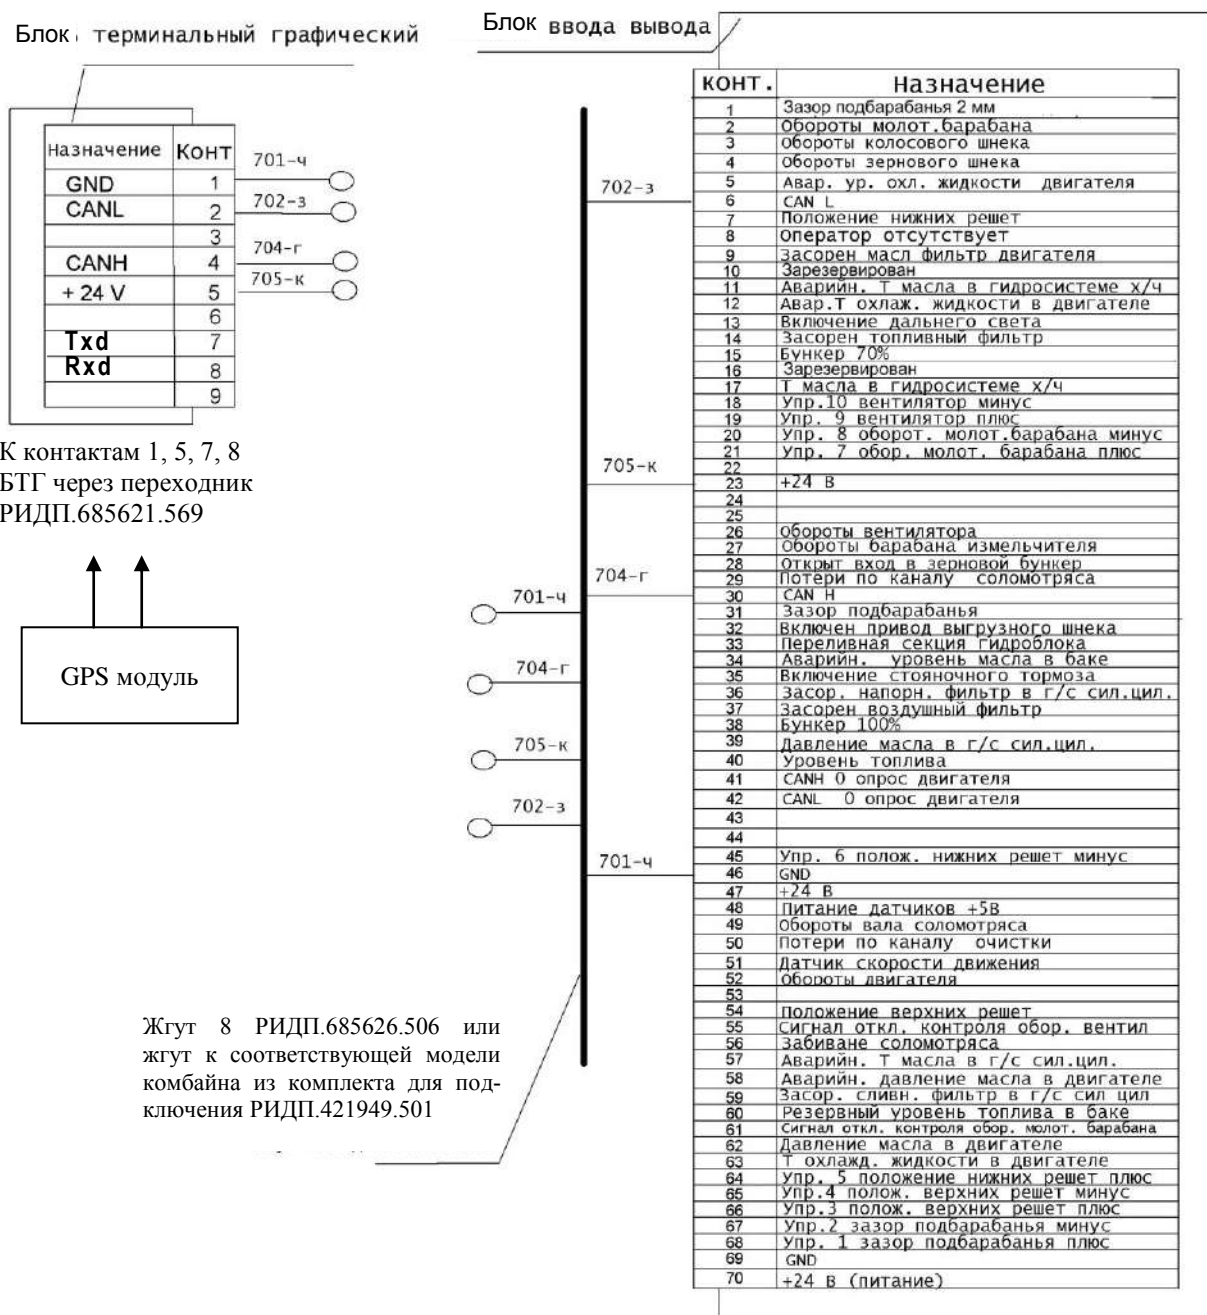 Блок терминальный графический
Назначение Конт
GND 1 701-ч
CANL 2 702-з
3
CANH 4 704-г
+ 24 V 5 705-к
6
Txd 7
Rxd 8
9
К контактам 1, 5, 7, 8
БТГ через переходник
РИДП.685621.569
GPS модуль
701-ч
704-г
705-к
702-з
702-з
705-к
704-г
701-ч
Жгут 8 РИДП.685626.506 или
жгут к соответствующей модели
комбайна из комплекта для под-
ключения РИДП.421949.501
Блок ввода вывода
КОНТ. Назначение
1 Зазор подбарабанья 2 мм
2 Обороты молот.барабана
3 Обороты колосового шнека
4 Обороты зернового шнека
5 Авар. ур. охл. жидкости двигателя
6 CAN L
7 Положение нижних решет
8 Оператор отсутствует
9 Засорен масл фильтр двигателя
10 Зарезервирован
11 Аварийн. Т масла в гидросистеме х/ч
12 Авар.Т охлаж. жидкости в двигателе
13 Включение дальнего света
14 Засорен топливный фильтр
15 Бункер 70%
16 Зарезервирован
17 Т масла в гидросистеме х/ч
18 Упр.10 вентилятор минус
19 Упр. 9 вентилятор плюс
20 Упр. 8 оборот. молот.барабана минус
21 Упр. 7 обор. молот. барабана плюс
22
23 +24 В
24
25
26 Обороты вентилятора
27 Обороты барабана измельчителя
28 Открыт вход в зерновой бункер
29 Потери по каналу соломотряса
30 CAN H
31 Зазор подбарабанья
32 Включен привод выгрузного шнека
33 Переливная секция гидроблока
34 Аварийн. уровень масла в баке
35 Включение стояночного тормоза
36 Засор. напорн. фильтр в г/с сил.цил.
37 Засорен воздушный фильтр
38 Бункер 100%
39 Давление масла в г/с сил.цил.
40 Уровень топлива
41 CANH 0 опрос двигателя
42 CANL 0 опрос двигателя
43
44
45 Упр. 6 полож. нижних решет минус
46 GND
47 +24 В
48 Питание датчиков +5В
49 Обороты вала соломотряса
50 Потери по каналу очистки
51 Датчик скорости движения
52 Обороты двигателя
53
54 Положение верхних решет
55 Сигнал откл. контроля обор. вентил
56 Забиване соломотряса
57 Аварийн. Т масла в г/с сил.цил.
58 Аварийн. давление масла в двигателе
59 Засор. сливн. фильтр в г/с сил цил
60 Резервный уровень топлива в баке
61 Сигнал откл. контроля обор. молот. барабана
62 Давление масла в двигателе
63 Т охлажд. жидкости в двигателе
64 Упр. 5 положение нижних решет плюс
65 Упр.4 полож. верхних решет минус
66 Упр.3 полож. верхних решет плюс
67 Упр.2 зазор подбарабанья минус
68 Упр. 1 зазор подбарабанья плюс
69 GND
70 +24 В (питание)